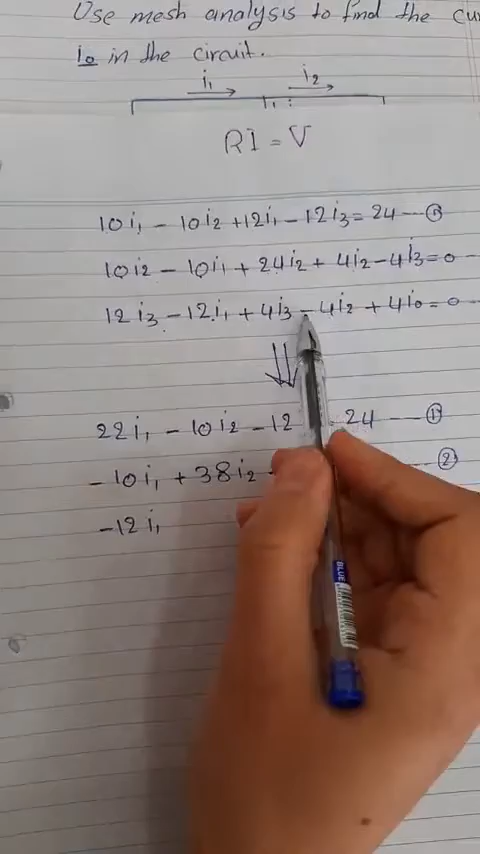 Use mesh analysis to find the
i₀ in the circuit.
i₁ i₂
RI = V
10i₁ - 10i₂ + 12i₁ - 12i₃ = 24 — ①
10i₂ - 10i₁ + 24i₂ + 4i₂ - 4i₃ = 0 -
12i₃ - 12i₁ + 4i₃ - 4i₂ + 4i₀ = 0 -
22i₁ - 10i₂ - 12 24 — ①
-10i₁ + 38i₂ - ②
-12i₁
BLUE